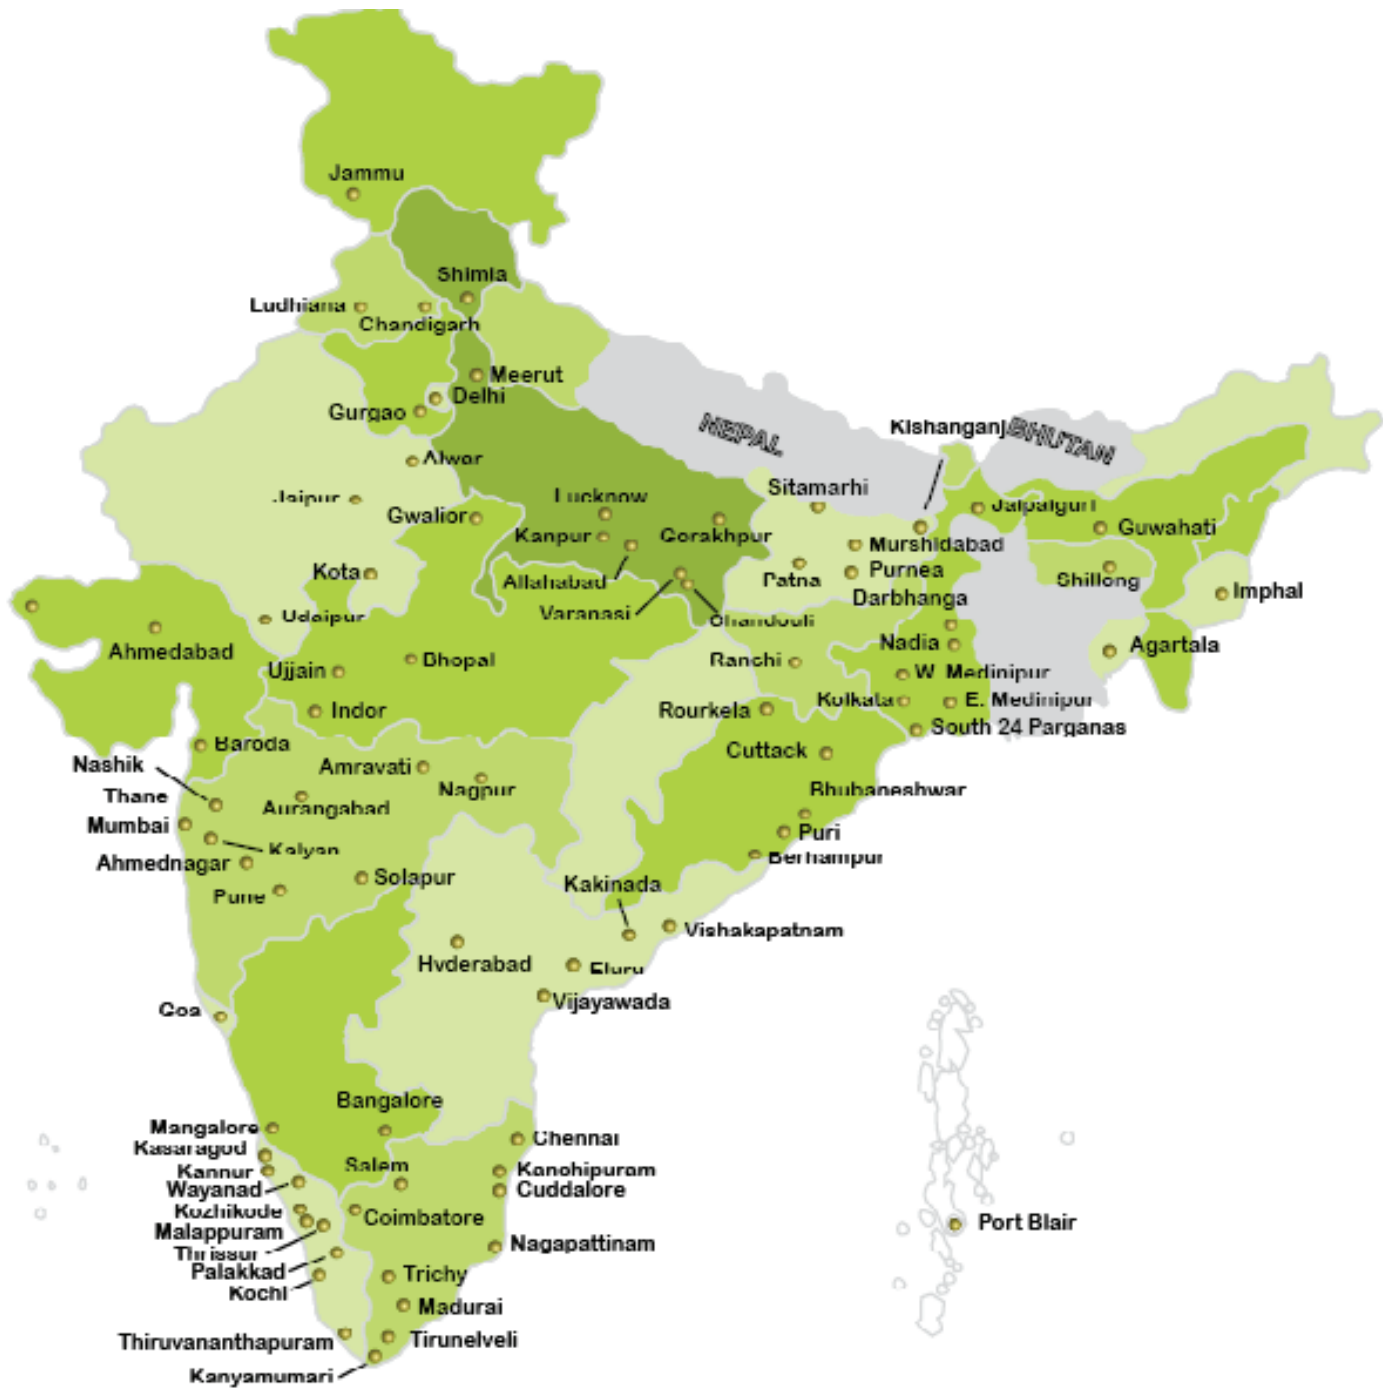 Jammu
Shimla
Ludhiana
Chandigarh
Meerut
Delhi
Gurgao
NEPAL
Kishanganj
BHUTAN
Alwar
Jaipur
Gwalior
Lucknow
Sitamarhi
Kanpur
Gorakhpur
Jalpaiguri
Guwahati
Murshidabad
Kota
Allahabad
Patna
Purnea
Shillong
Imphal
Darbhanga
Udaipur
Varanasi
Chandouli
Ahmedabad
Ujjain
Bhopal
Ranchi
Nadia
Agartala
W. Medinipur
Indor
Rourkela
Kolkata
E. Medinipur
South 24 Parganas
Baroda
Cuttack
Nashik
Amravati
Nagpur
Bhubaneshwar
Thane
Aurangabad
Mumbai
Puri
Kalyan
Berhampur
Ahmednagar
Solapur
Pune
Kakinada
Vishakapatnam
Hyderabad
Eluru
Vijayawada
Goa
Bangalore
Mangalore
Chennai
Kasaragod
Kannur
Salem
Kanchipuram
Wayanad
Cuddalore
Kozhikode
Coimbatore
Port Blair
Malappuram
Thrissur
Nagapattinam
Palakkad
Trichy
Kochi
Madurai
Thiruvananthapuram
Tirunelveli
Kanyamumari